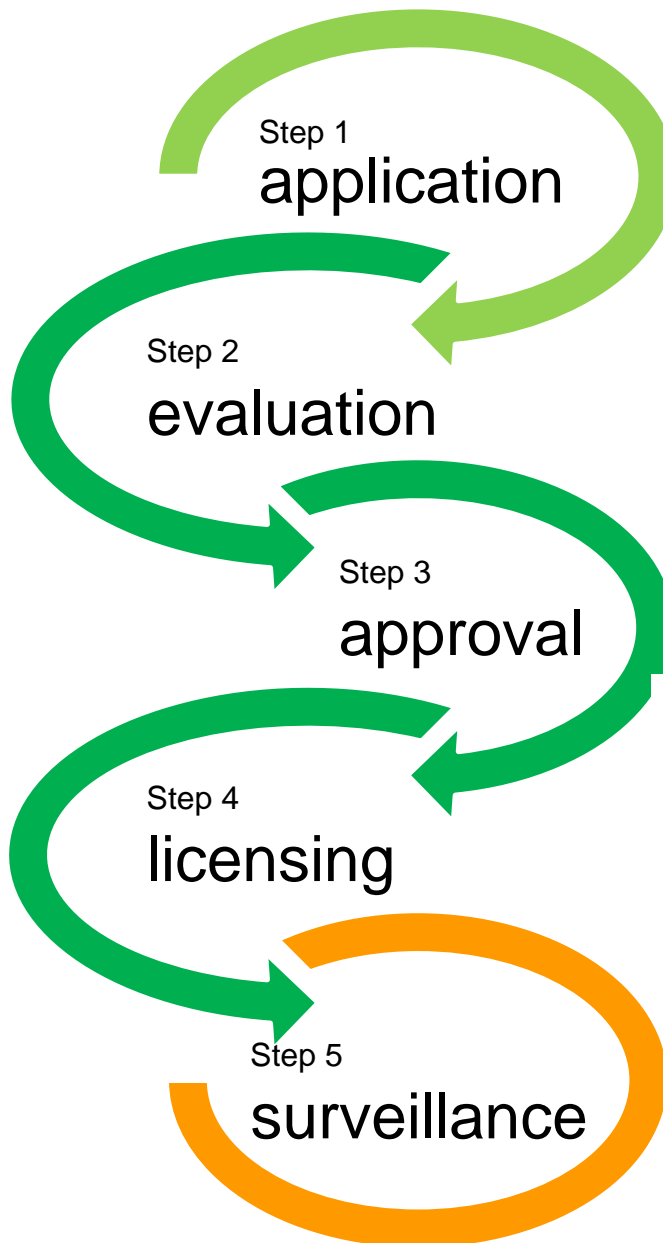 Step 1
application
Step 2
evaluation
Step 3
approval
Step 4
licensing
Step 5
surveillance